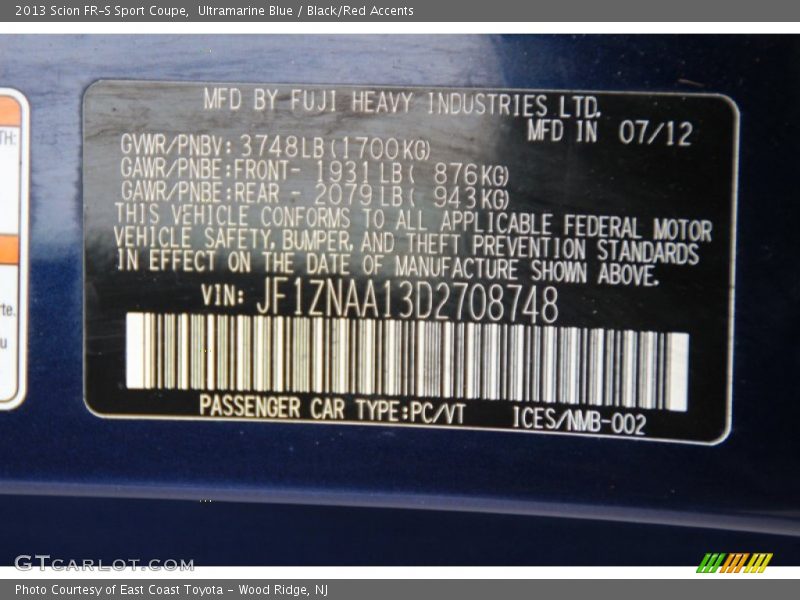 2013 Scion FR-S Sport Coupe,  Ultramarine Blue / Black/Red Accents
MFD BY FUJI HEAVY INDUSTRIES LTD.
MFD IN 07/12
GVWR/PNBV: 3748LB(1700KG)
GAWR/PNBE:FRONT- 1931LB( 876KG)
GAWR/PNBE:REAR - 2079LB( 943KG)
THIS VEHICLE CONFORMS TO ALL APPLICABLE FEDERAL MOTOR
VEHICLE SAFETY, BUMPER, AND THEFT PREVENTION STANDARDS
IN EFFECT ON THE DATE OF MANUFACTURE SHOWN ABOVE.
VIN: JF1ZNAA13D2708748
PASSENGER CAR TYPE:PC/VT ICES/NMB-002
TH:
rte.
u
GTcarlot.com
Photo Courtesy of East Coast Toyota - Wood Ridge, NJ